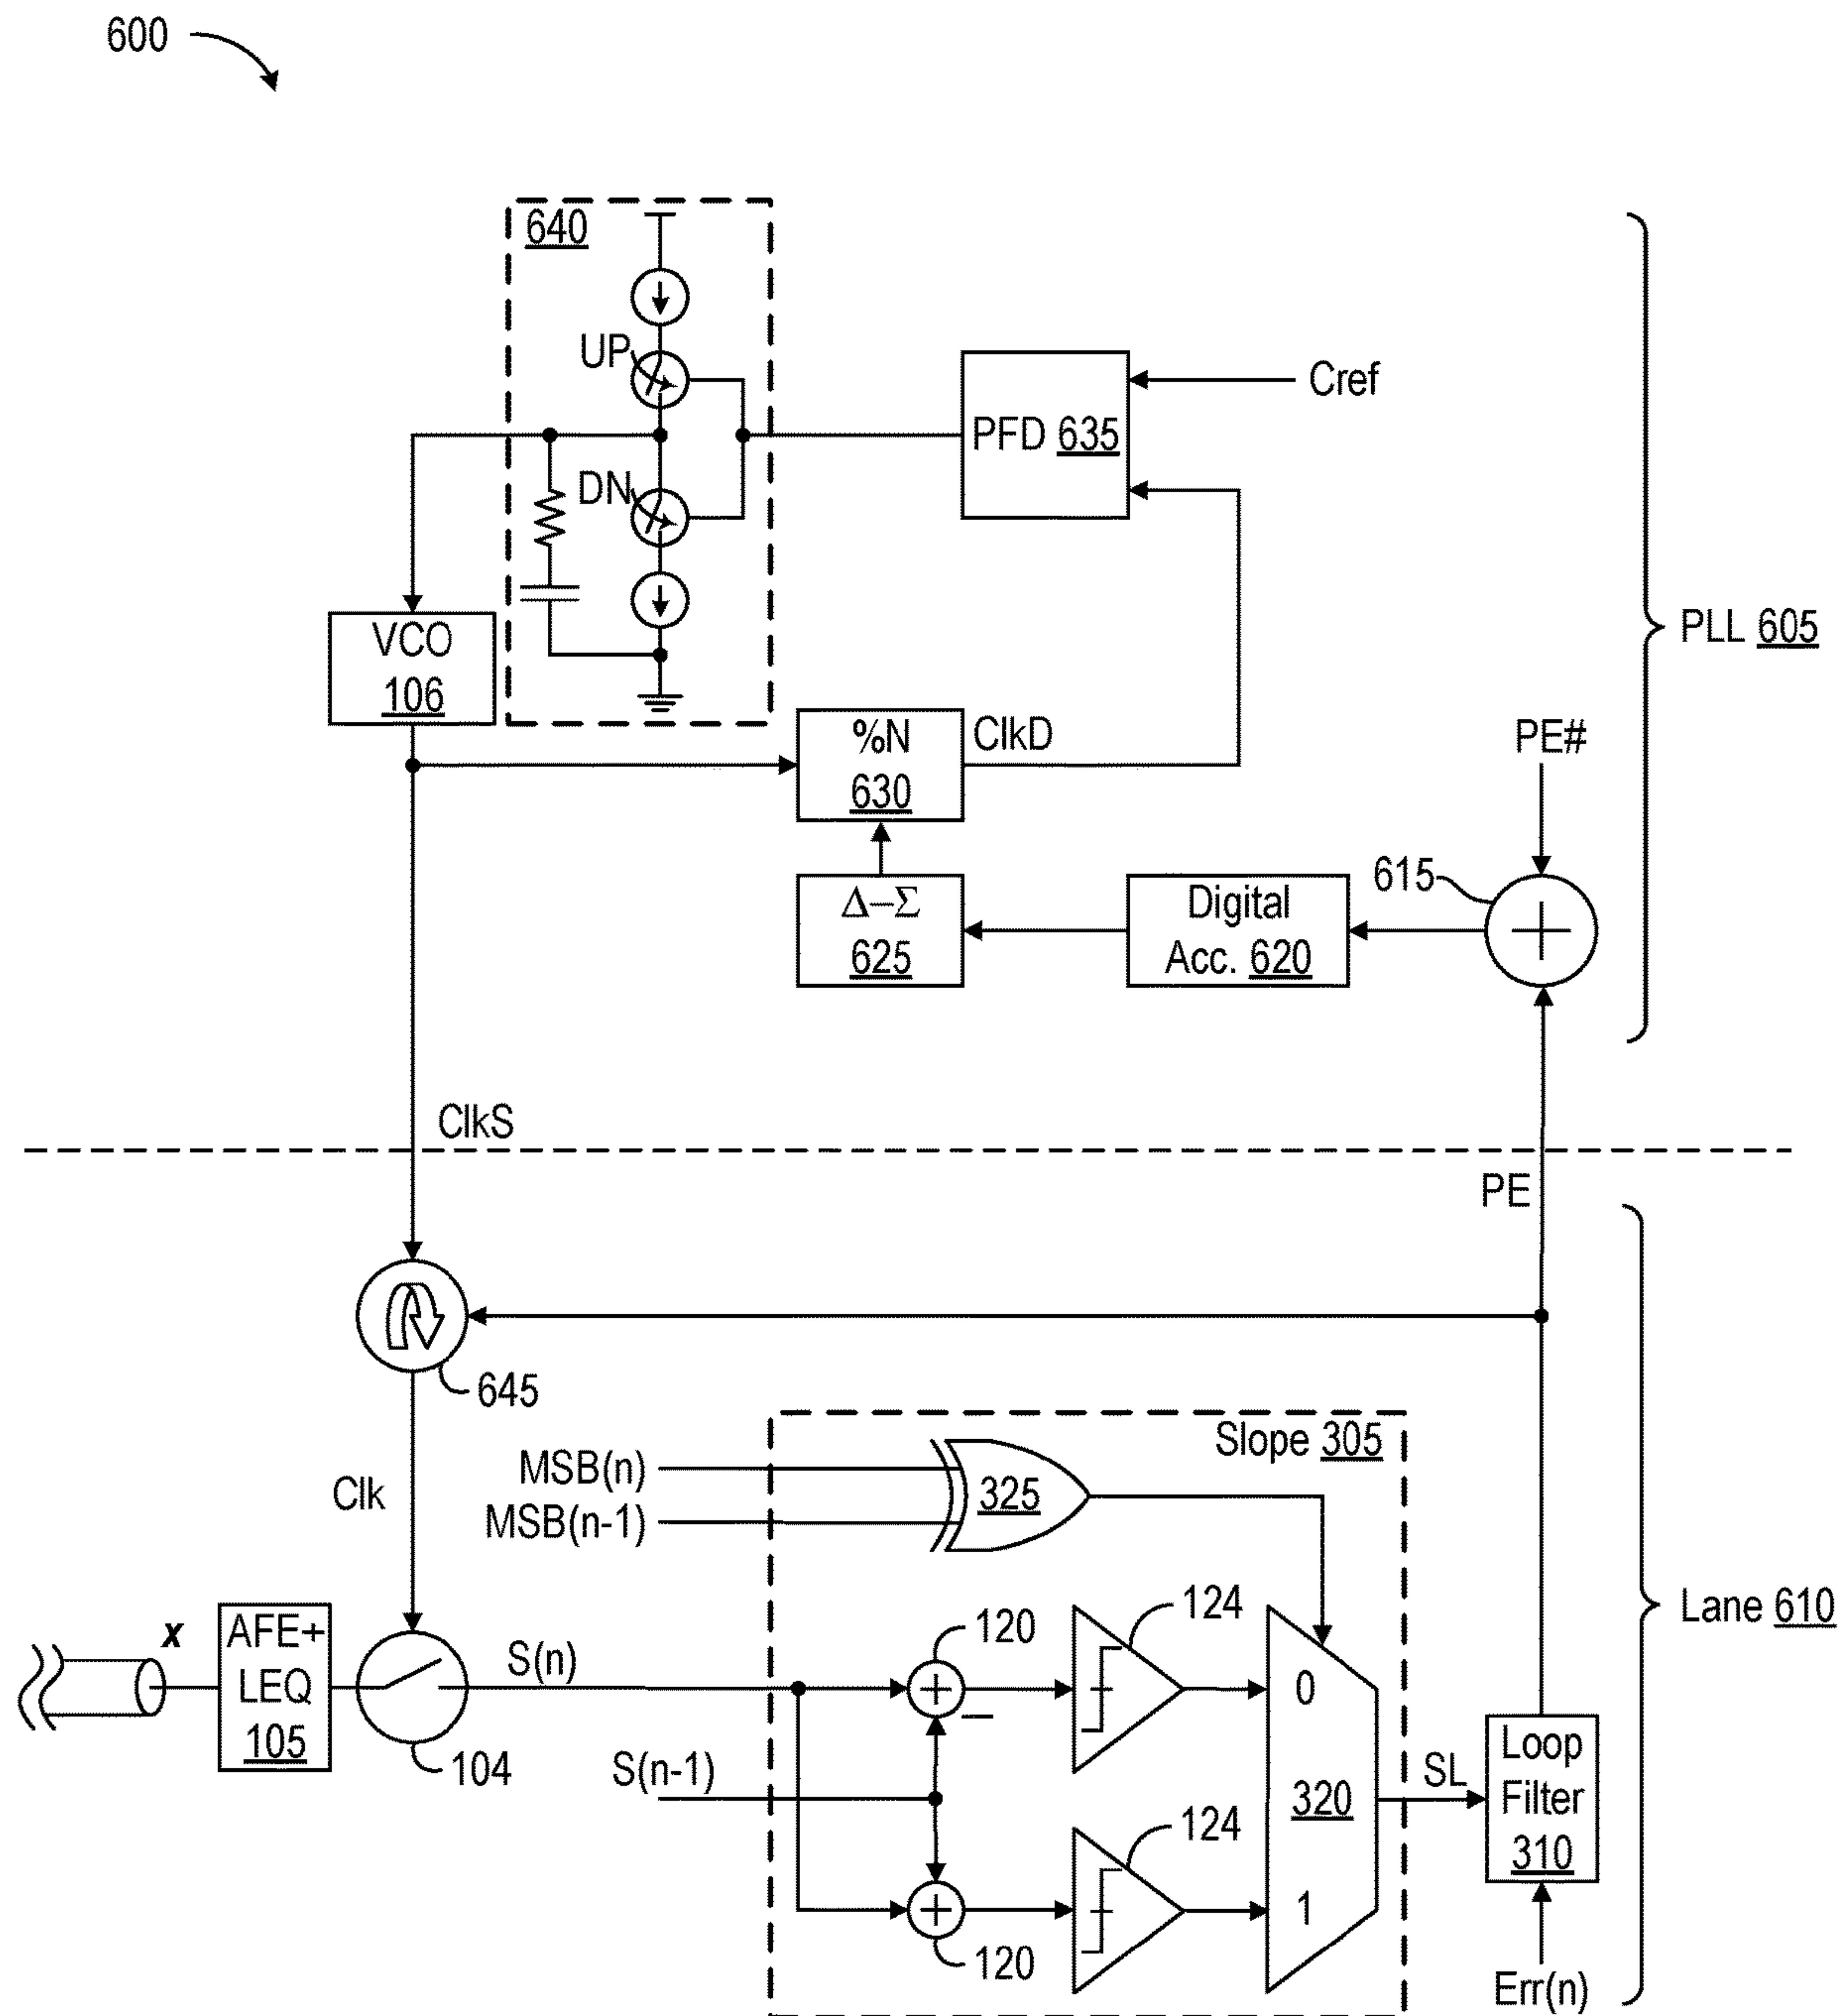 600
640
UP
Cref
PFD 635
DN
VCO
106
PLL 605
%N
630
ClkD
PE#
615
Δ–Σ
625
Digital
Acc. 620
+
ClkS
PE
645
Slope 305
MSB(n)
MSB(n-1)
325
Clk
x
AFE+
LEQ
105
104
S(n)
120
124
0
+
–
Lane 610
S(n-1)
320
SL
Loop
Filter
310
124
1
+
120
Err(n)